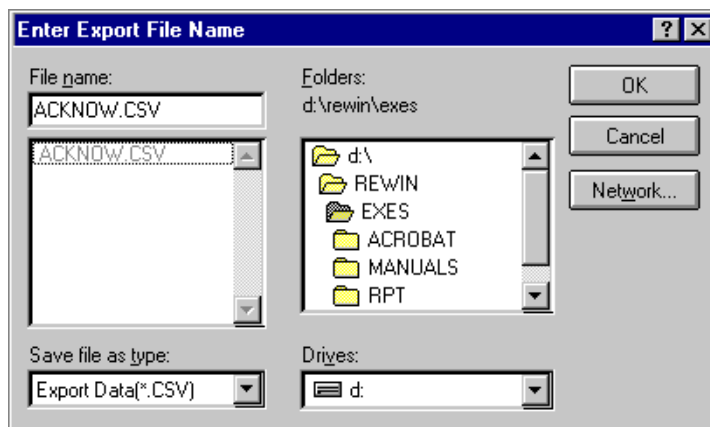 Enter Export File Name
File name:
ACKNOW.CSV
ACKNOW.CSV
Save file as type:
Export Data(*.CSV)
Folders:
d:\rewin\exes
d:\
REWIN
EXES
ACROBAT
MANUALS
RPT
Drives:
d:
OK
Cancel
Network...